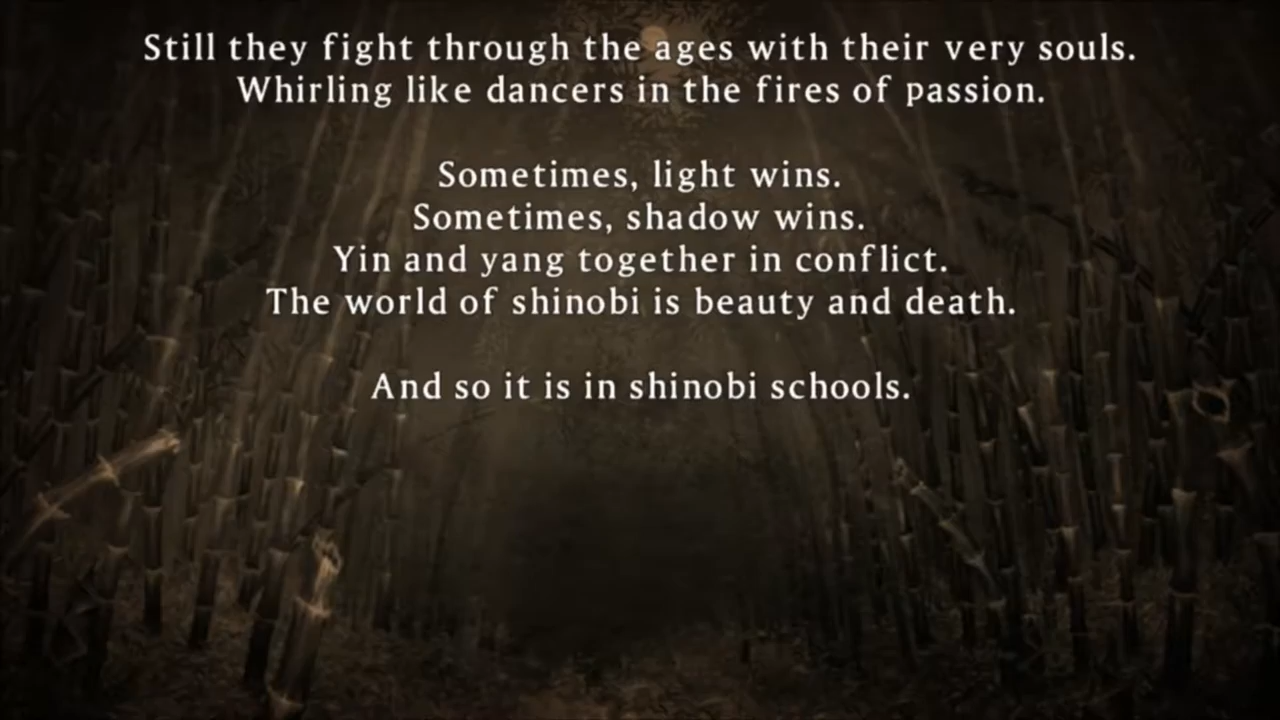 Still they fight through the ages with their very souls.
Whirling like dancers in the fires of passion.
Sometimes, light wins.
Sometimes, shadow wins.
Yin and yang together in conflict.
The world of shinobi is beauty and death.
And so it is in shinobi schools.